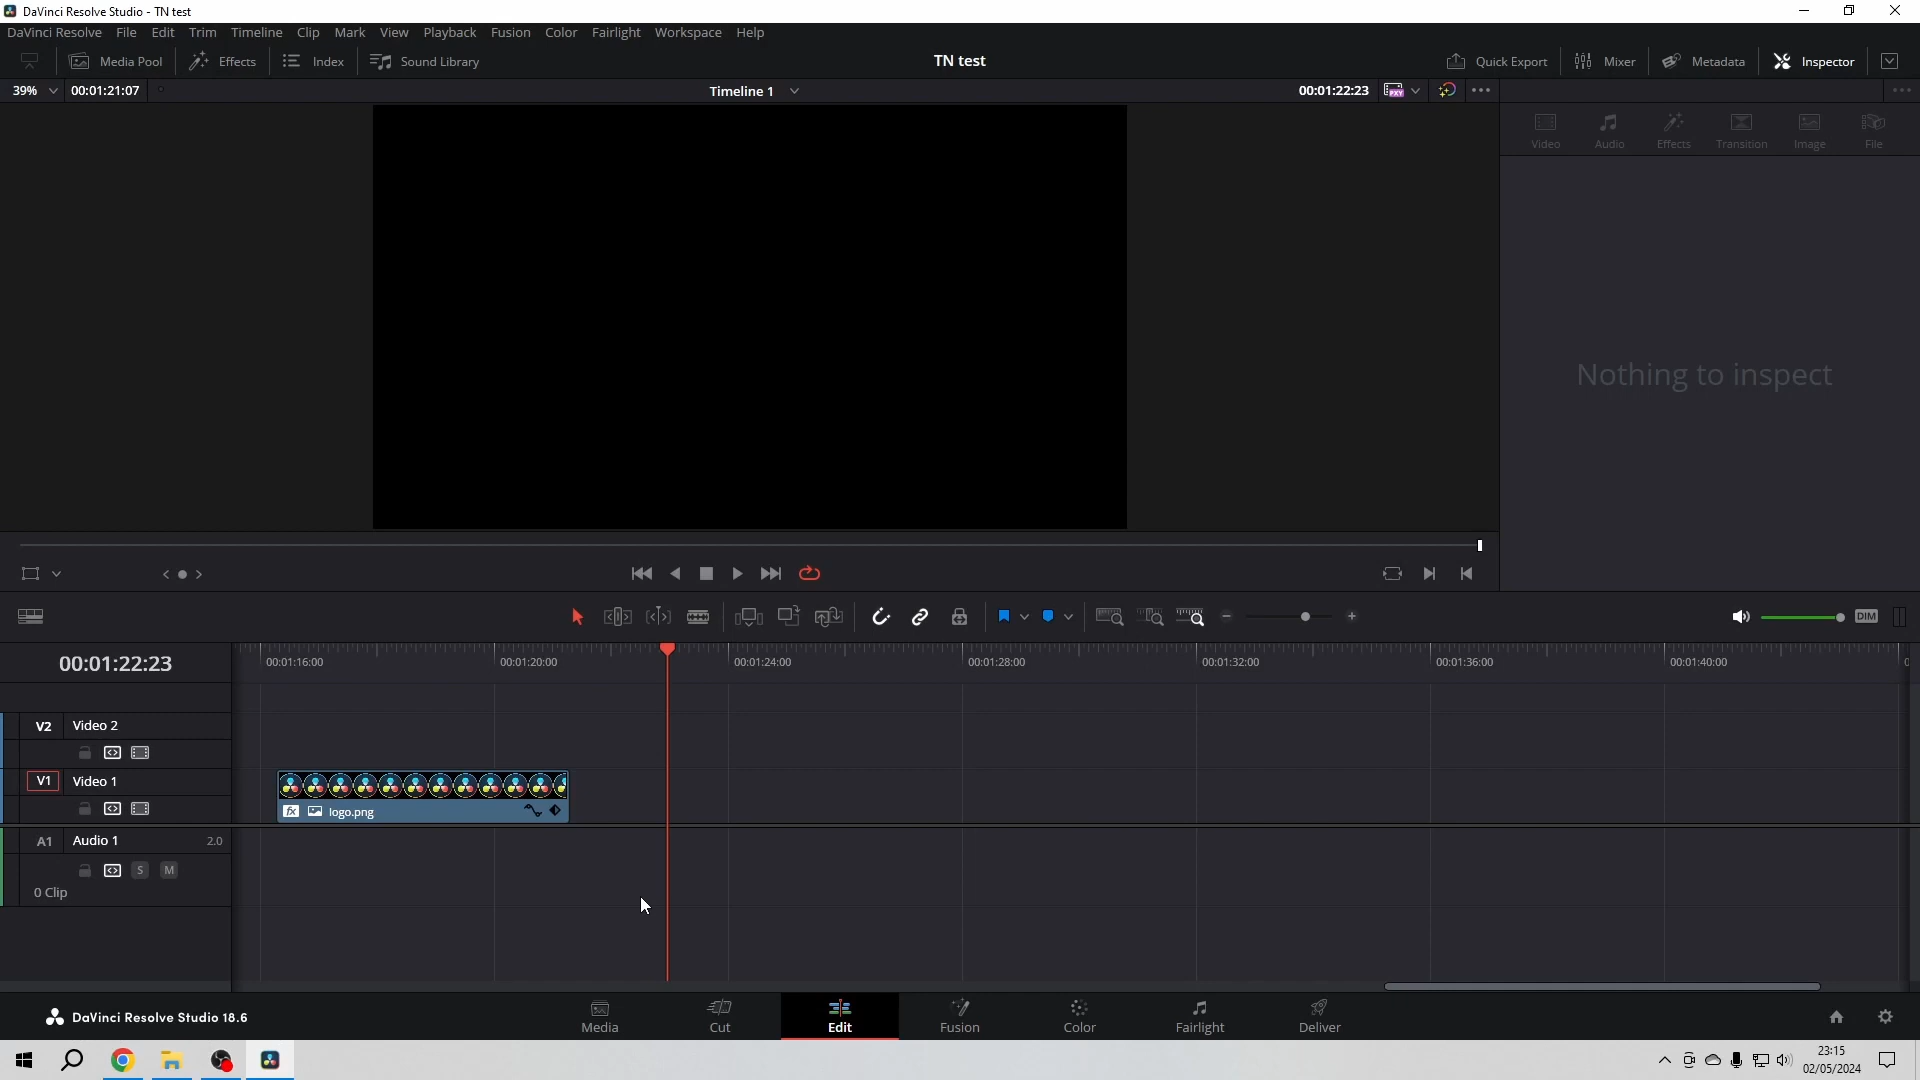 DaVinci Resolve Studio - TN test
DaVinci Resolve File Edit Trim Timeline Clip Mark View Playback Fusion Color Fairlight Workspace Help
Media Pool Effects Index Sound Library TN test Quick Export Mixer Metadata Inspector
39% 00:01:21:07 Timeline 1 00:01:22:23 PXY
Video Audio Effects Transition Image File
Nothing to inspect
DIM
00:01:22:23 00:01:16:00 00:01:20:00 00:01:24:00 00:01:28:00 00:01:32:00 00:01:36:00 00:01:40:00
V2 Video 2
V1 Video 1
fx logo.png
A1 Audio 1 2.0
S M
0 Clip
DaVinci Resolve Studio 18.6 Media Cut Edit Fusion Color Fairlight Deliver
23:15
02/05/2024